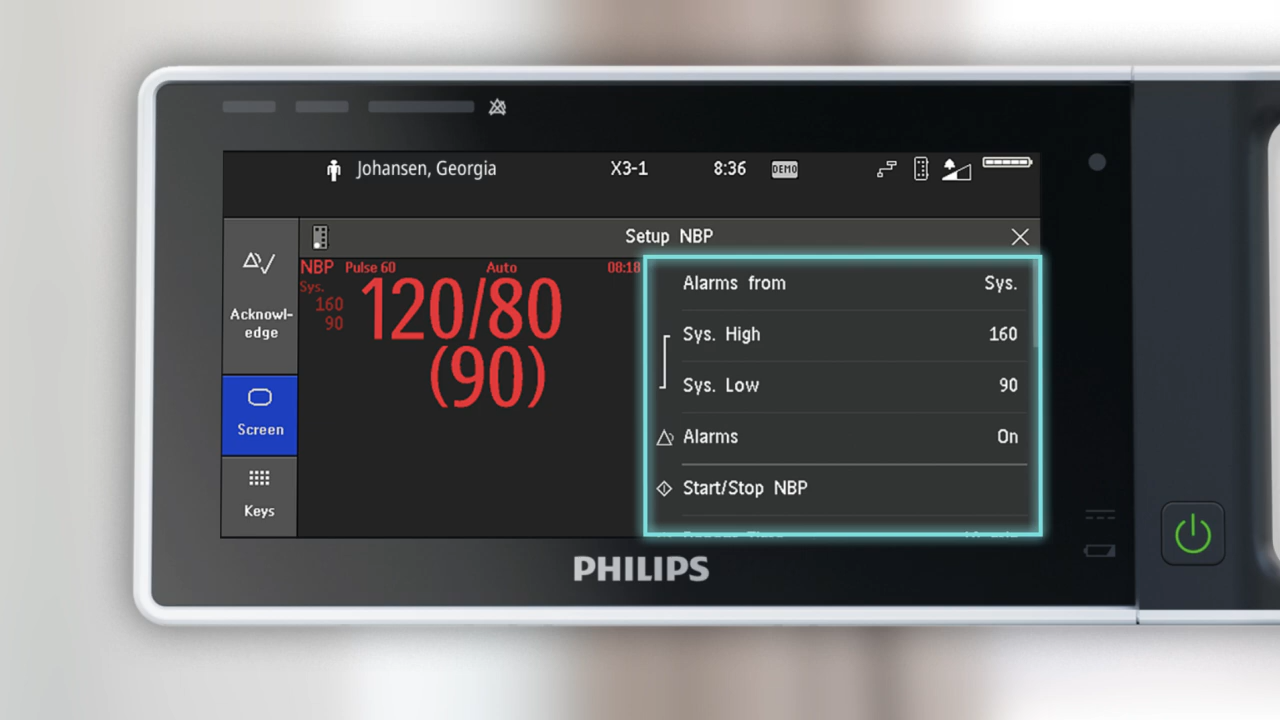 Johansen, Georgia
X3-1
8:36
DEMO
Setup NBP
Acknowl-
edge
Screen
Keys
NBP Pulse 60 Auto 08:18
Sys.
160
90
120/80
(90)
Alarms from Sys.
Sys. High 160
Sys. Low 90
Alarms On
Start/Stop NBP
PHILIPS